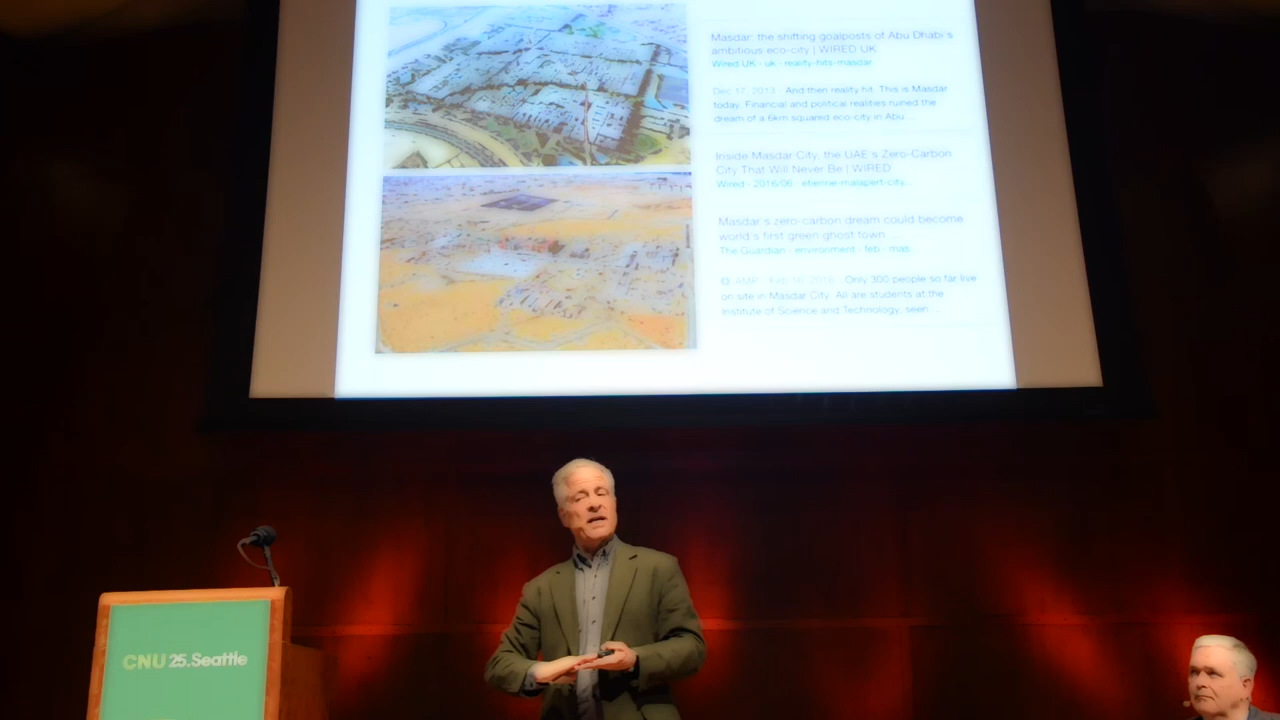 Masdar: the shifting goalposts of Abu Dhabi's
ambitious eco-city | WIRED UK
Wired UK - uk - reality-hits-masdar
Dec 17, 2013 - And then reality hit. This is Masdar
today. Financial and political realities ruined the
dream of a 6km squared eco-city in Abu ...
Inside Masdar City, the UAE's Zero-Carbon
City That Will Never Be | WIRED
Wired - 2016/06 - etienne-malapert-city...
Masdar's zero-carbon dream could become
world's first green ghost town ...
The Guardian - environment - feb - mas
AMP - Feb 16, 2016 - Only 300 people so far live
on site in Masdar City. All are students at the
Institute of Science and Technology, seen ...
CNU 25.Seattle